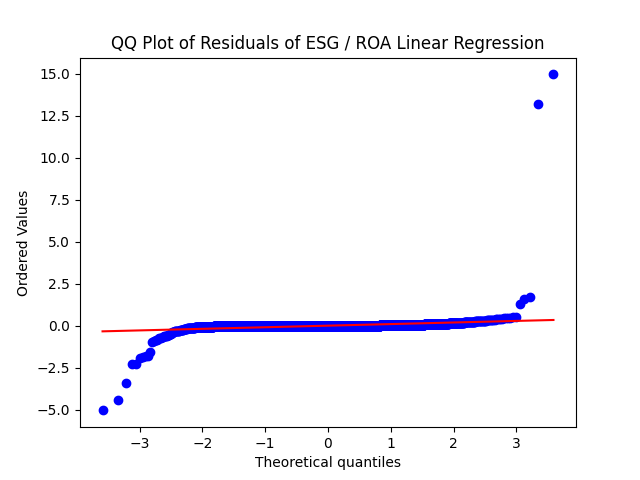 QQ Plot of Residuals of ESG / ROA Linear Regression
15.0
12.5
10.0
7.5
5.0
2.5
0.0
−2.5
−5.0
Ordered Values
−3 −2 −1 0 1 2 3
Theoretical quantiles